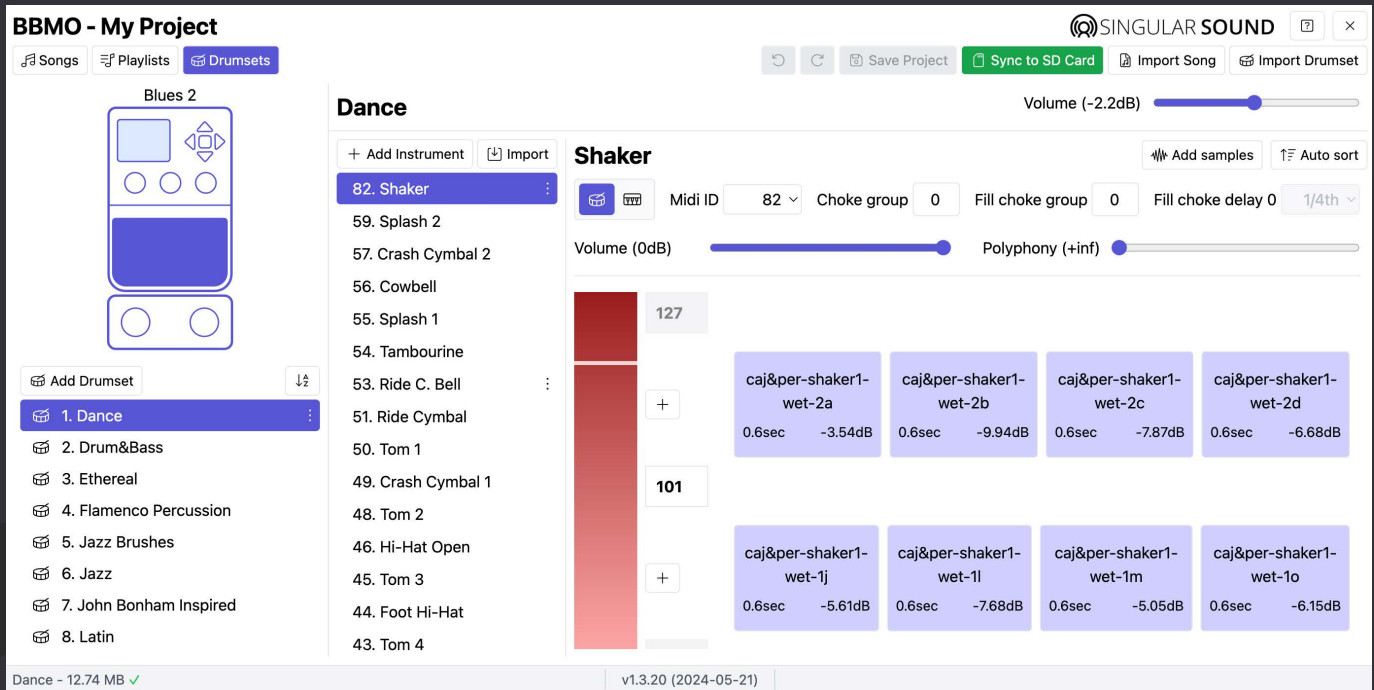 BBMO - My Project
SINGULAR SOUND
Songs
Playlists
Drumsets
Save Project
Sync to SD Card
Import Song
Import Drumset
Blues 2
Add Drumset
1. Dance
2. Drum&Bass
3. Ethereal
4. Flamenco Percussion
5. Jazz Brushes
6. Jazz
7. John Bonham Inspired
8. Latin
Dance
Volume (-2.2dB)
Add Instrument
Import
82. Shaker
59. Splash 2
57. Crash Cymbal 2
56. Cowbell
55. Splash 1
54. Tambourine
53. Ride C. Bell
51. Ride Cymbal
50. Tom 1
49. Crash Cymbal 1
48. Tom 2
46. Hi-Hat Open
45. Tom 3
44. Foot Hi-Hat
43. Tom 4
Shaker
Add samples
Auto sort
Midi ID 82
Choke group 0
Fill choke group 0
Fill choke delay 0 1/4th
Volume (0dB)
Polyphony (+inf)
127
caj&per-shaker1-
wet-2a
0.6sec -3.54dB
caj&per-shaker1-
wet-2b
0.6sec -9.94dB
caj&per-shaker1-
wet-2c
0.6sec -7.87dB
caj&per-shaker1-
wet-2d
0.6sec -6.68dB
101
caj&per-shaker1-
wet-1j
0.6sec -5.61dB
caj&per-shaker1-
wet-1l
0.6sec -7.68dB
caj&per-shaker1-
wet-1m
0.6sec -5.05dB
caj&per-shaker1-
wet-1o
0.6sec -6.15dB
Dance - 12.74 MB ✓
v1.3.20 (2024-05-21)